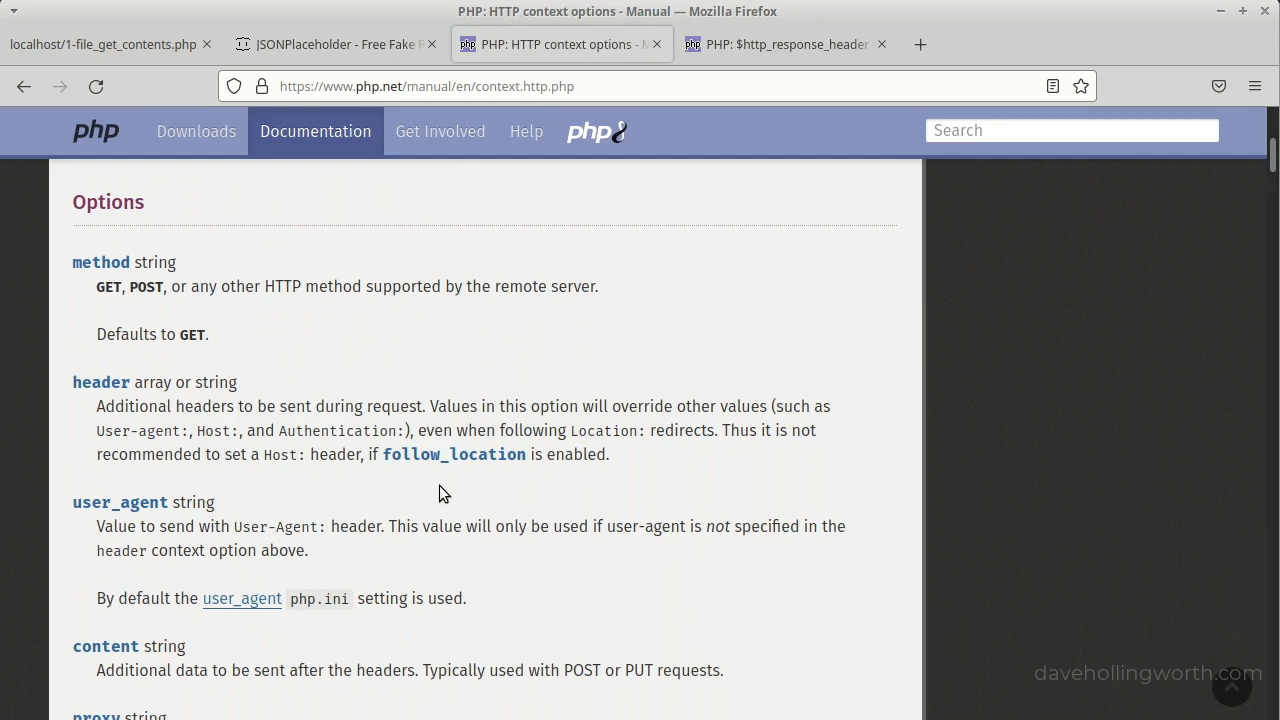 PHP: HTTP context options - Manual — Mozilla Firefox
localhost/1-file_get_contents.php
JSONPlaceholder - Free Fake
PHP: HTTP context options -
PHP: $http_response_header
https://www.php.net/manual/en/context.http.php
php
Downloads
Documentation
Get Involved
Help
php8
Search
Options
method string
GET, POST, or any other HTTP method supported by the remote server.
Defaults to GET.
header array or string
Additional headers to be sent during request. Values in this option will override other values (such as
User-agent:, Host:, and Authentication:), even when following Location: redirects. Thus it is not
recommended to set a Host: header, if follow_location is enabled.
user_agent string
Value to send with User-Agent: header. This value will only be used if user-agent is not specified in the
header context option above.
By default the user_agent php.ini setting is used.
content string
Additional data to be sent after the headers. Typically used with POST or PUT requests.
proxy string
davehollingworth.com